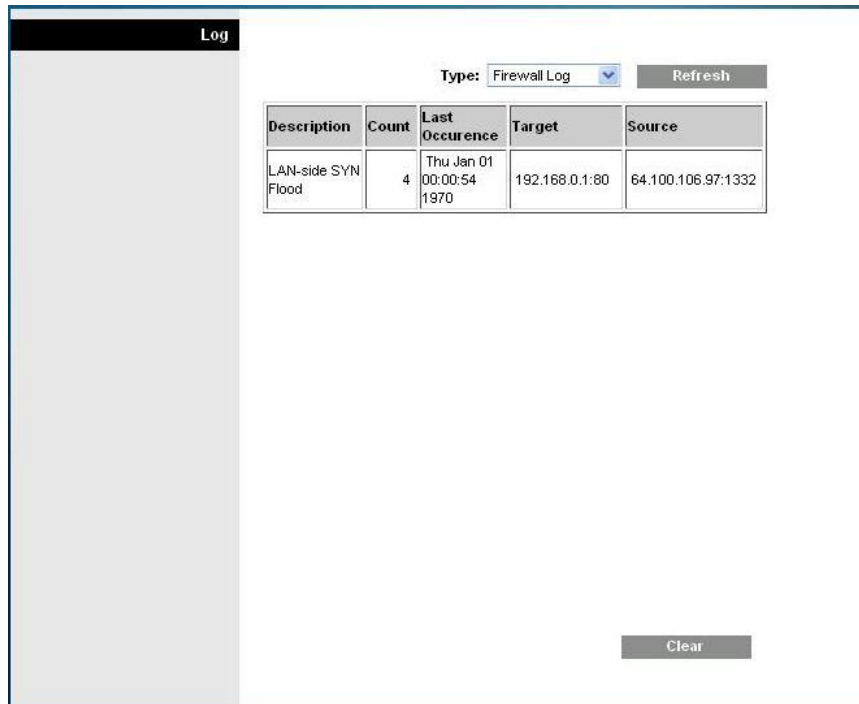 Log
Type: Firewall Log Refresh
Description Count Last Occurence Target Source
LAN-side SYN Flood 4 Thu Jan 01 00:00:54 1970 192.168.0.1:80 64.100.106.97:1332
Clear